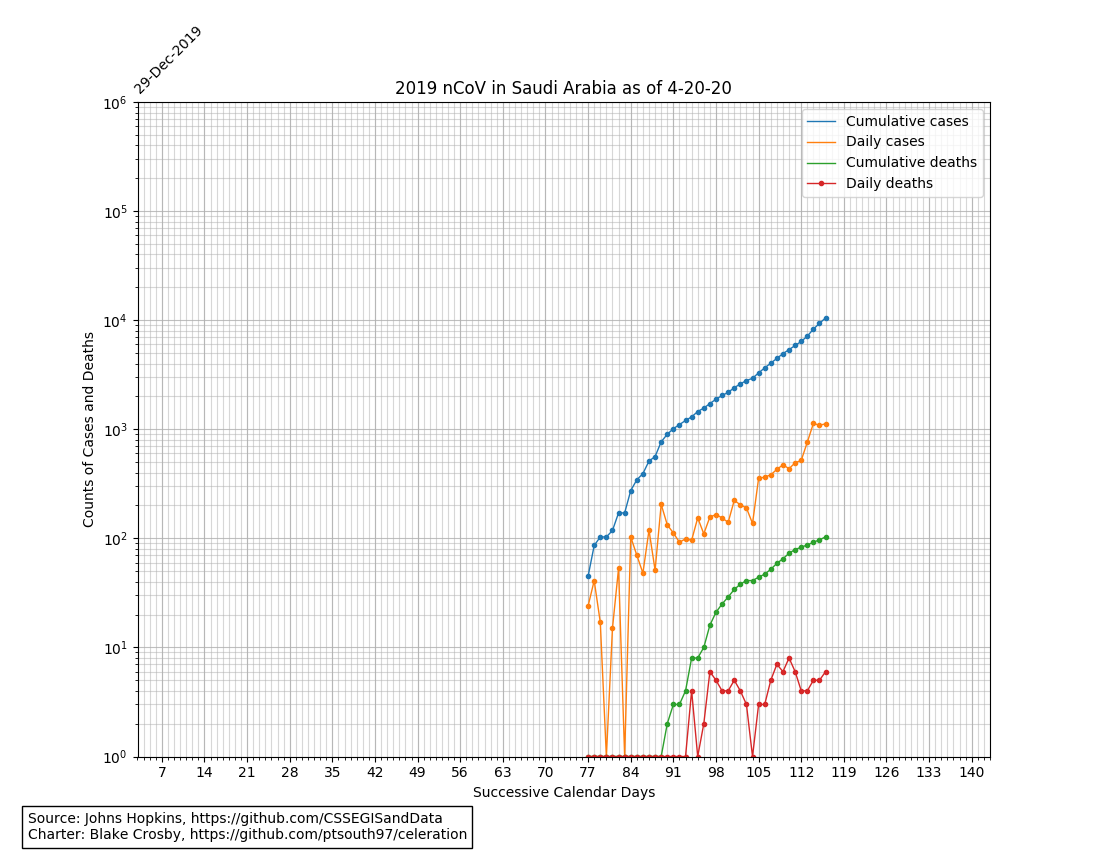 29-Dec-2019
2019 nCoV in Saudi Arabia as of 4-20-20
Cumulative cases
Daily cases
Cumulative deaths
Daily deaths
Counts of Cases and Deaths
10^6
10^5
10^4
10^3
10^2
10^1
10^0
7 14 21 28 35 42 49 56 63 70 77 84 91 98 105 112 119 126 133 140
Successive Calendar Days
Source: Johns Hopkins, https://github.com/CSSEGISandData
Charter: Blake Crosby, https://github.com/ptsouth97/celeration